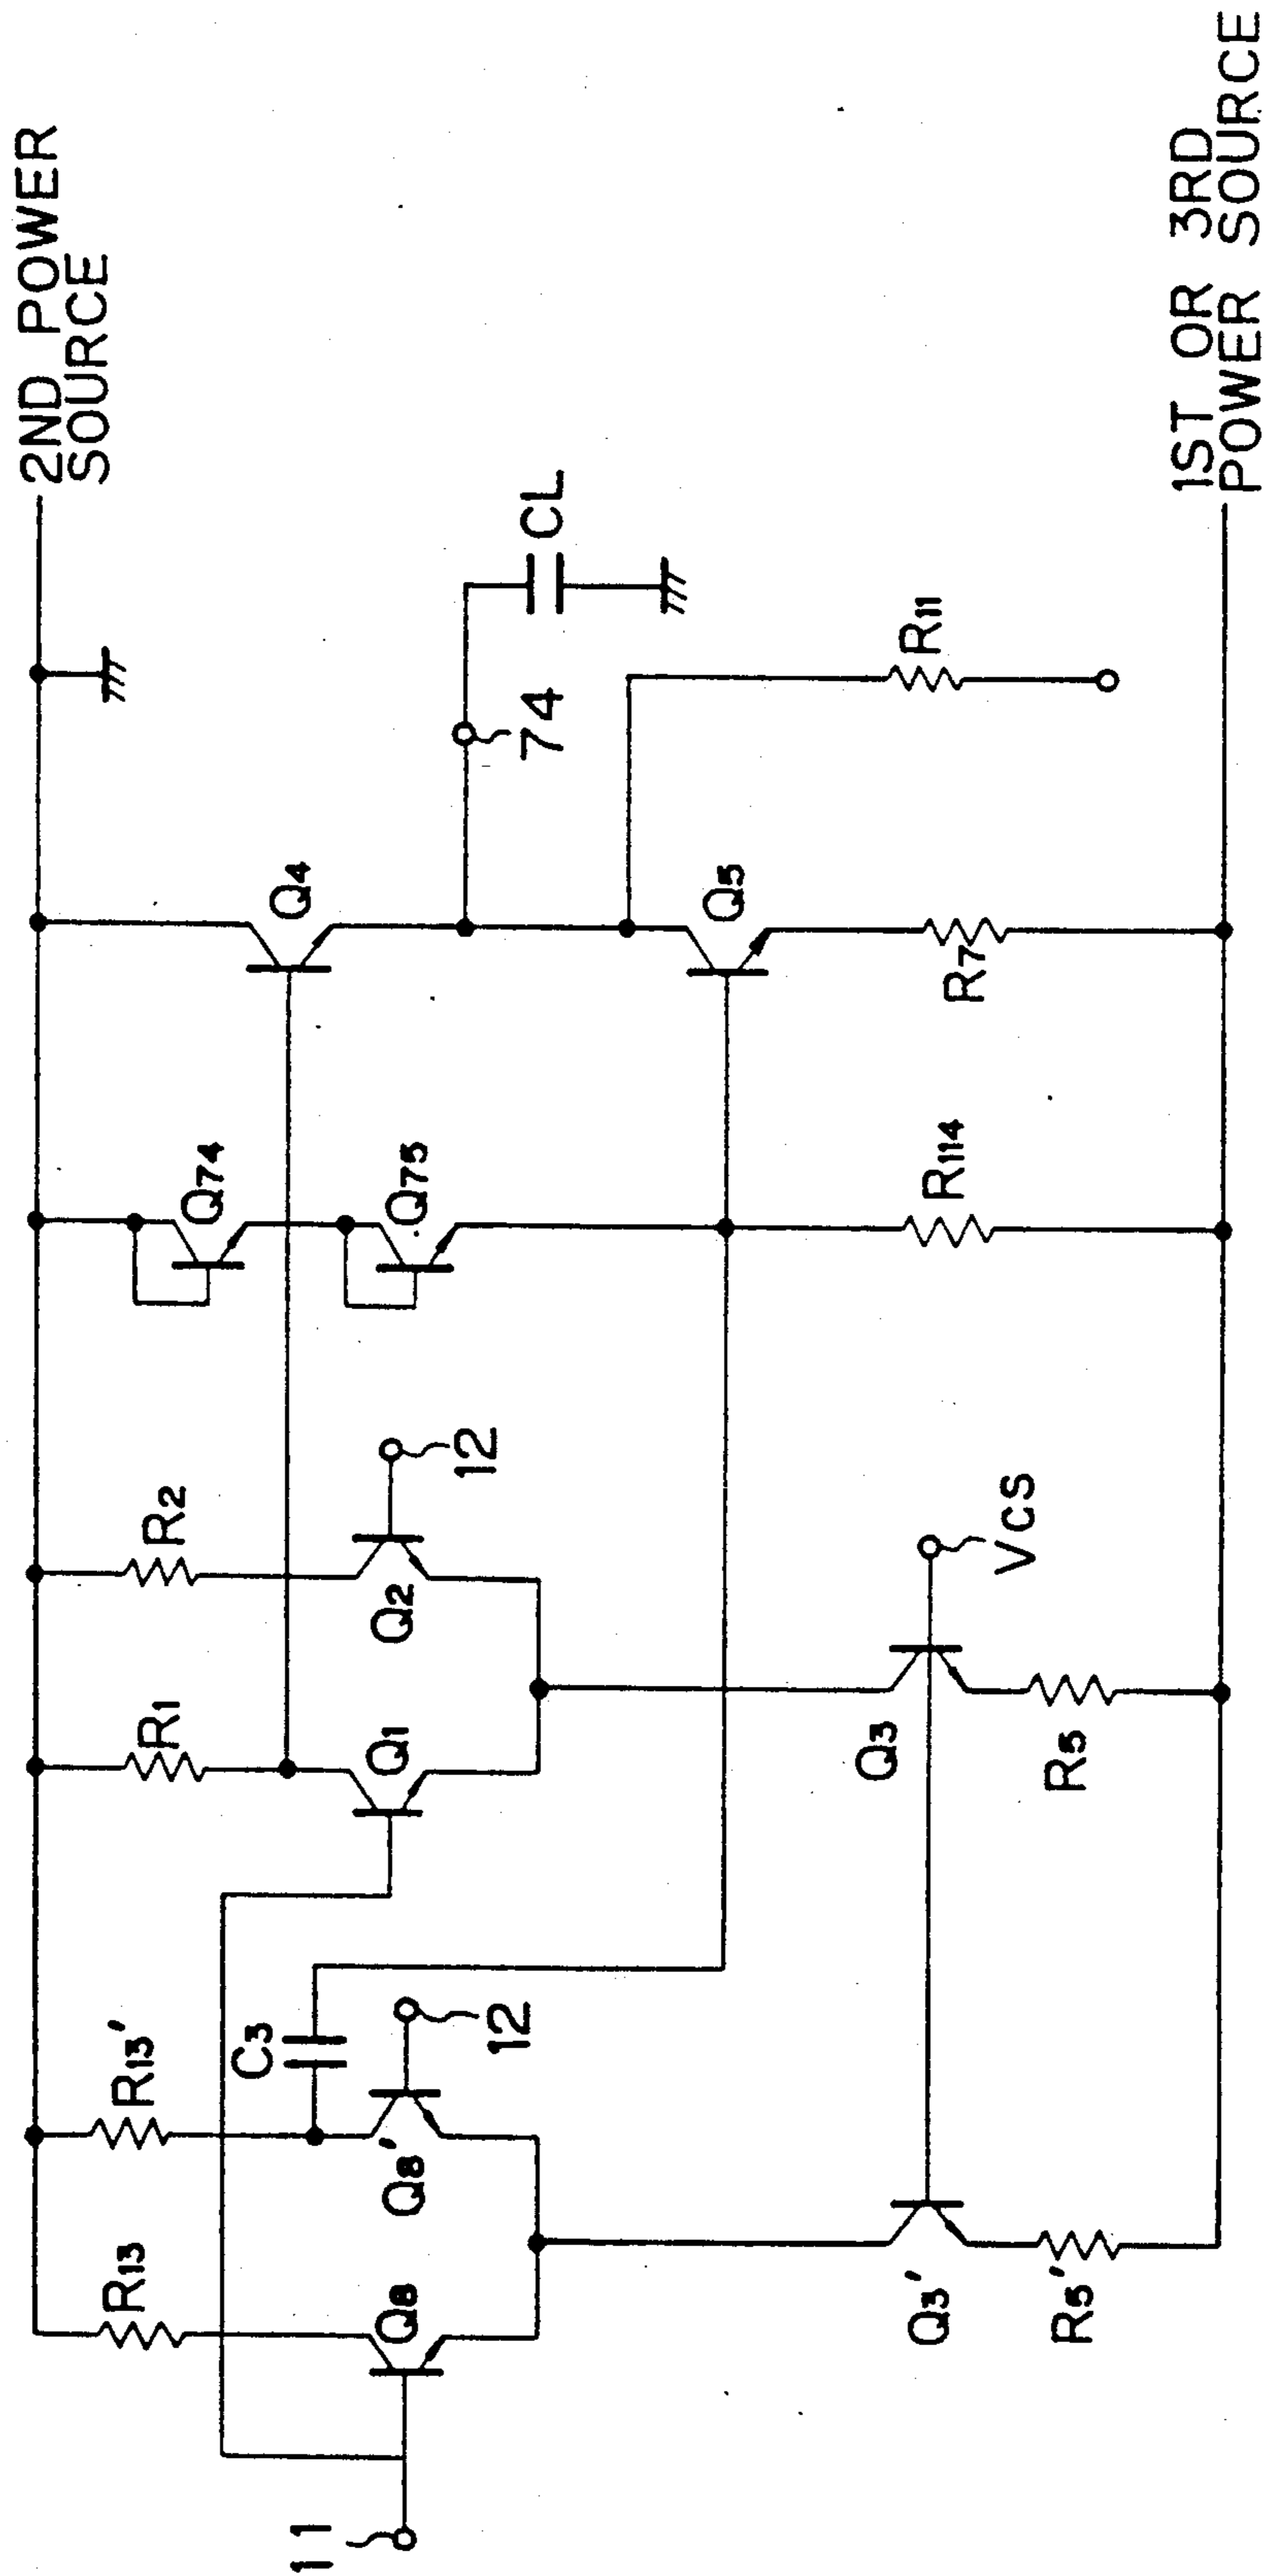 2ND POWER
SOURCE
R13
R13'
R1
R2
Q74
Q4
C3
Q75
CL
11
Q8
Q8'
12
Q1
Q2
12
74
Q5
R11
Q3'
Q3
VCS
R114
R7
R5'
R5
1ST OR 3RD
POWER SOURCE